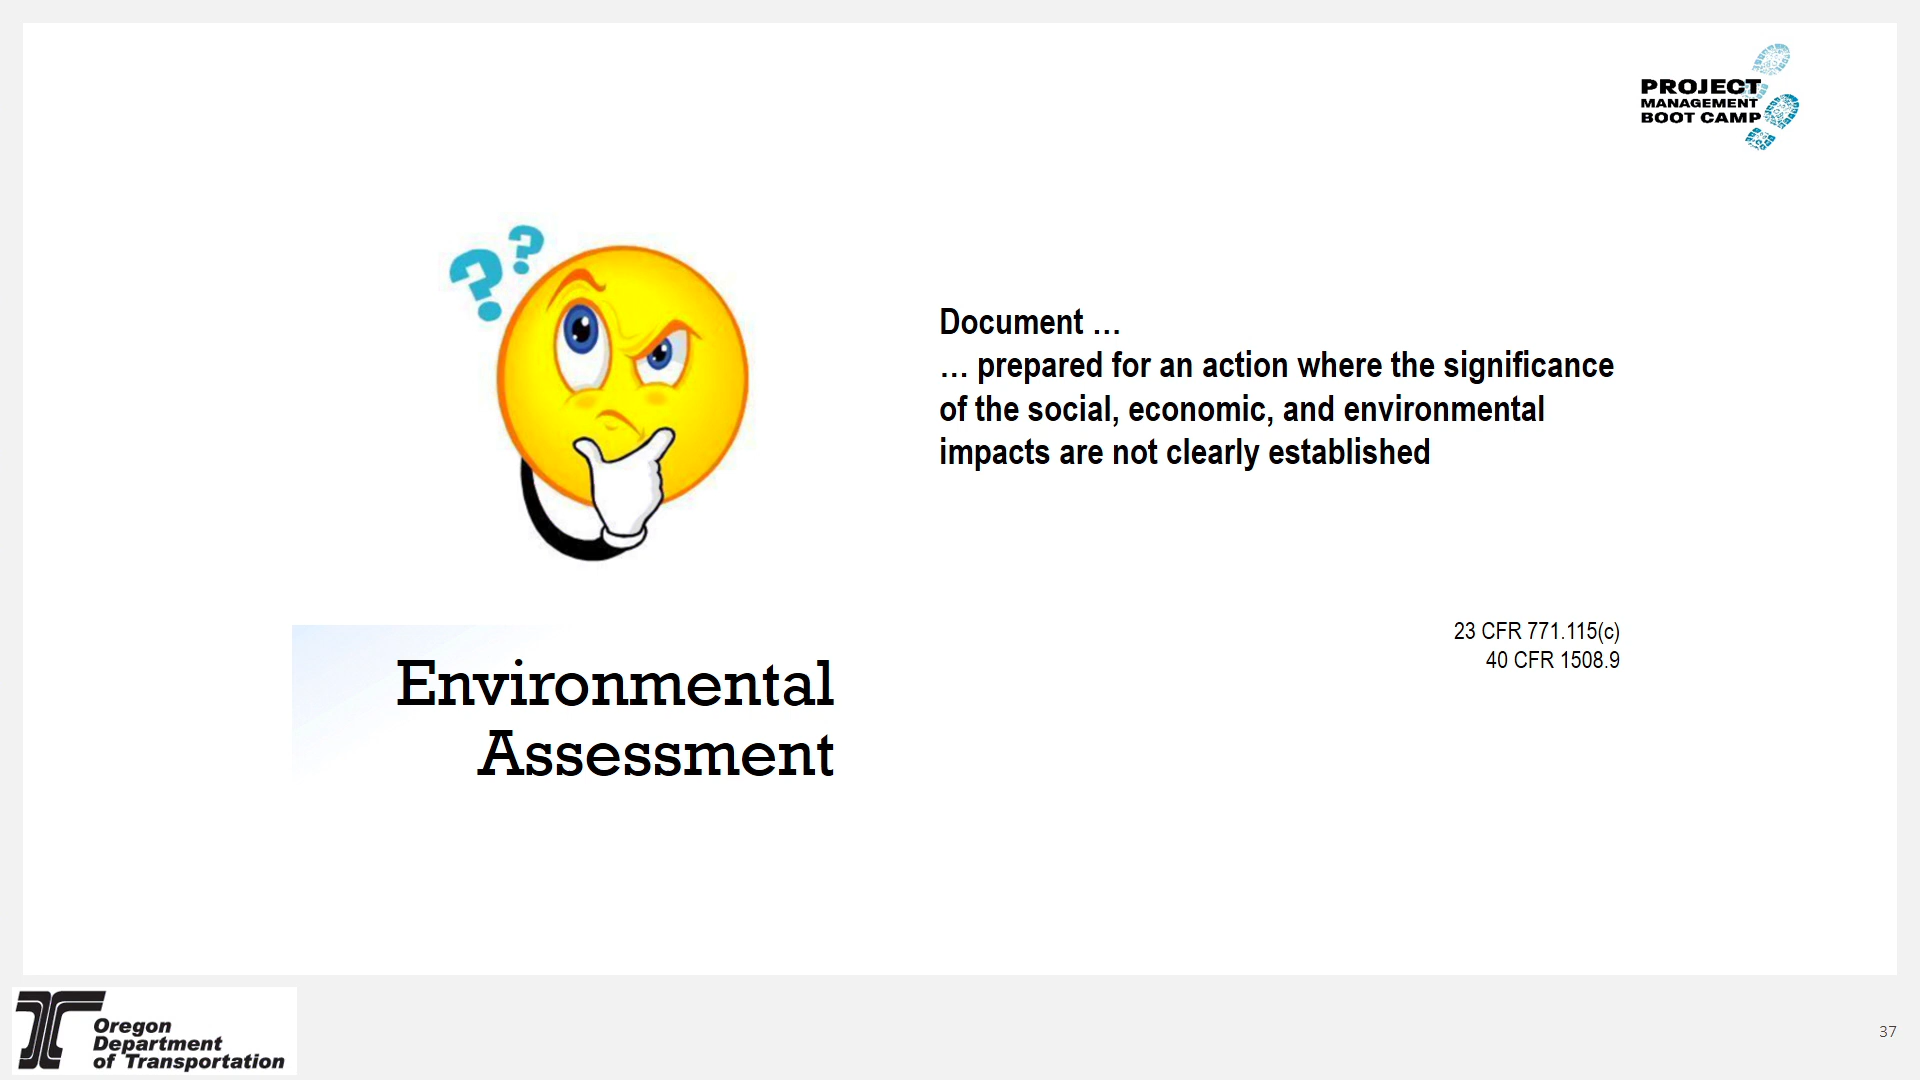 PROJECT
MANAGEMENT
BOOT CAMP
? ?
Document …
… prepared for an action where the significance
of the social, economic, and environmental
impacts are not clearly established
23 CFR 771.115(c)
40 CFR 1508.9
Environmental
Assessment
Oregon
Department
of Transportation
37